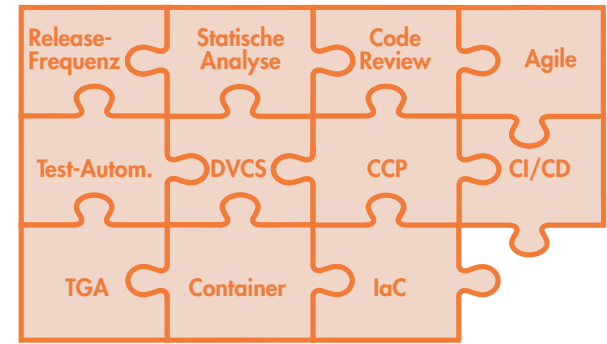 Release-
Frequenz
Statische
Analyse
Code
Review
Agile
Test-Autom.
DVCS
CCP
CI/CD
TGA
Container
IaC